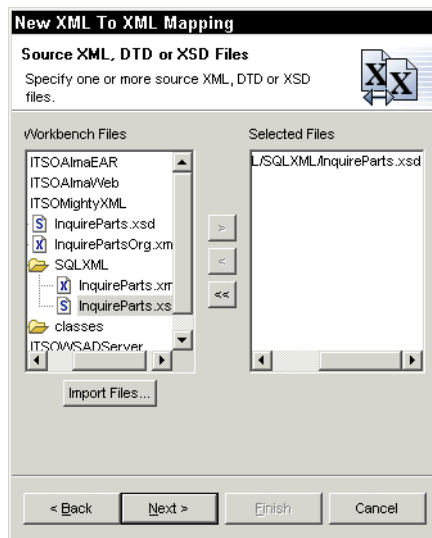 New XML To XML Mapping
Source XML, DTD or XSD Files
Specify one or more source XML, DTD or XSD
files.
Workbench Files
Selected Files
ITSOAlmaEAR
ITSOAlmaWeb
ITSOMightyXML
S InquireParts.xsd
X InquirePartsOrg.xm
SQLXML
X InquireParts.xm
S InquireParts.xs
classes
ITSOWSADServer
L/SQLXML/InquireParts.xsd
>
<
<<
Import Files...
< Back
Next >
Finish
Cancel